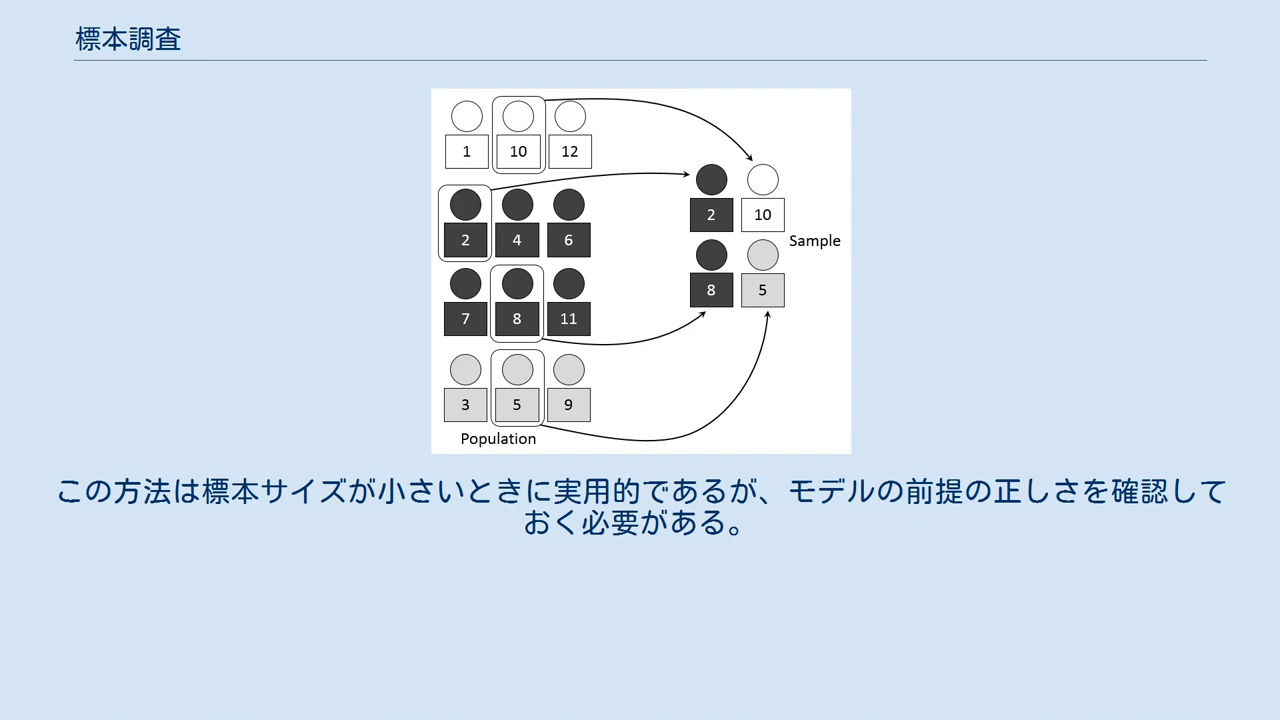 標本調査
1 10 12
2 4 6
7 8 11
3 5 9
Population
2 10
8 5
Sample
この方法は標本サイズが小さいときに実用的であるが、モデルの前提の正しさを確認して
おく必要がある。